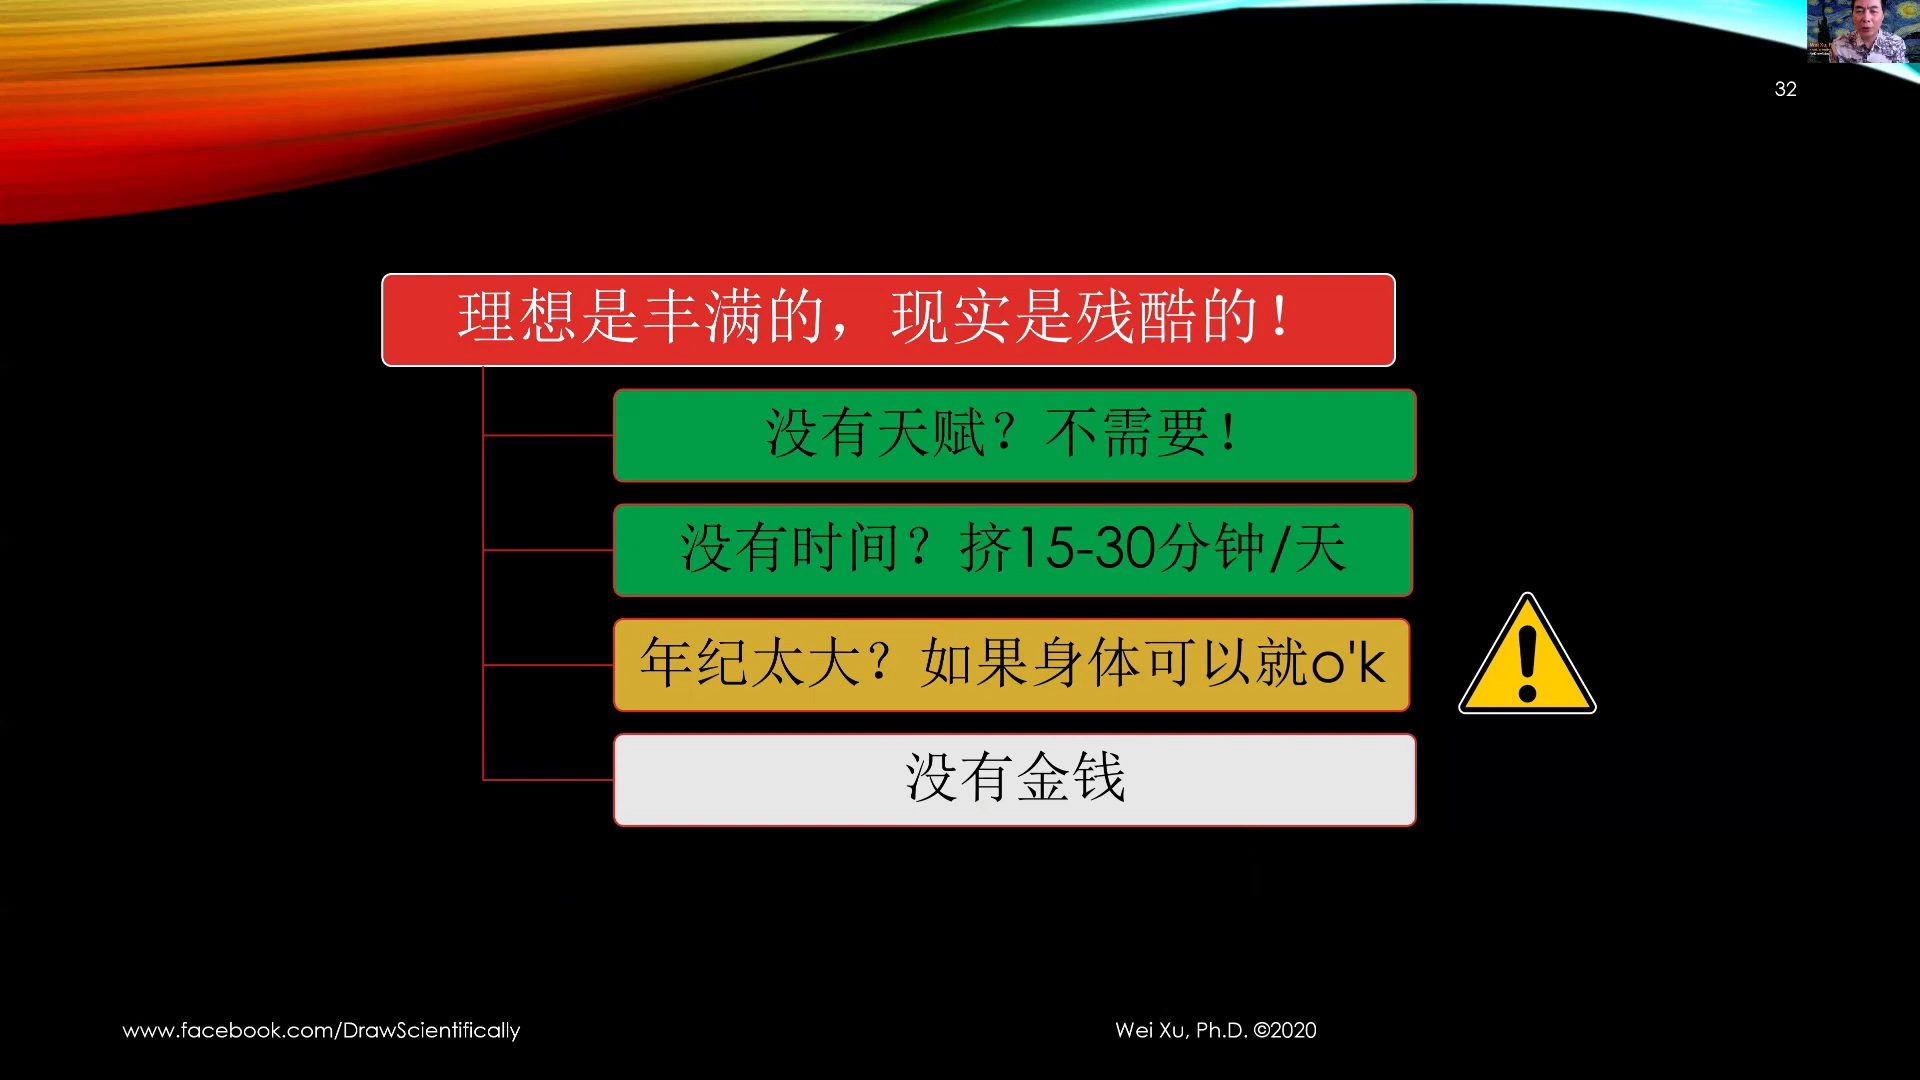 32
理想是丰满的，现实是残酷的！
没有天赋？不需要！
没有时间？挤15-30分钟/天
年纪太大？如果身体可以就o'k
没有金钱
www.facebook.com/DrawScientifically
Wei Xu, Ph.D. ©2020